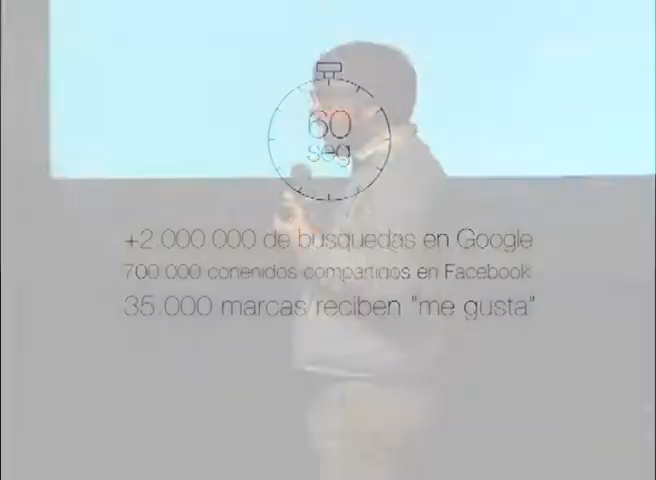 60
seg
+2.000.000 de busquedas en Google
700.000 conenidos compartidos en Facebook
35.000 marcas reciben "me gusta"